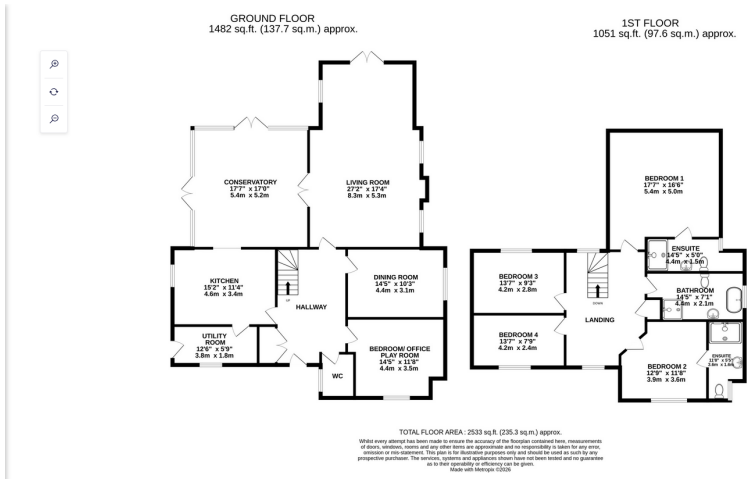 GROUND FLOOR
1482 sq.ft. (137.7 sq.m.) approx.
1ST FLOOR
1051 sq.ft. (97.6 sq.m.) approx.
CONSERVATORY
17'7" x 17'0"
5.4m x 5.2m
LIVING ROOM
27'2" x 17'4"
8.3m x 5.3m
KITCHEN
15'2" x 11'4"
4.6m x 3.4m
UP
HALLWAY
DINING ROOM
14'5" x 10'3"
4.4m x 3.1m
UTILITY
ROOM
12'6" x 5'9"
3.8m x 1.8m
BEDROOM/ OFFICE
PLAY ROOM
14'5" x 11'8"
4.4m x 3.5m
WC
BEDROOM 1
17'7" x 16'6"
5.4m x 5.0m
ENSUITE
14'5" x 5'0"
4.4m x 1.5m
BEDROOM 3
13'7" x 9'3"
4.2m x 2.8m
DOWN
LANDING
BATHROOM
14'5" x 7'1"
4.4m x 2.1m
BEDROOM 4
13'7" x 7'9"
4.2m x 2.4m
BEDROOM 2
12'9" x 11'8"
3.9m x 3.6m
ENSUITE
TOTAL FLOOR AREA : 2533 sq.ft. (235.3 sq.m.) approx.
Whilst every attempt has been made to ensure the accuracy of the floorplan contained here, measurements
of doors, windows, rooms and any other items are approximate and no responsibility is taken for any error,
omission or mis-statement. This plan is for illustrative purposes only and should be used as such by any
prospective purchaser. The services, systems and appliances shown have not been tested and no guarantee
as to their operability or efficiency can be given.
Made with Metropix ©2026